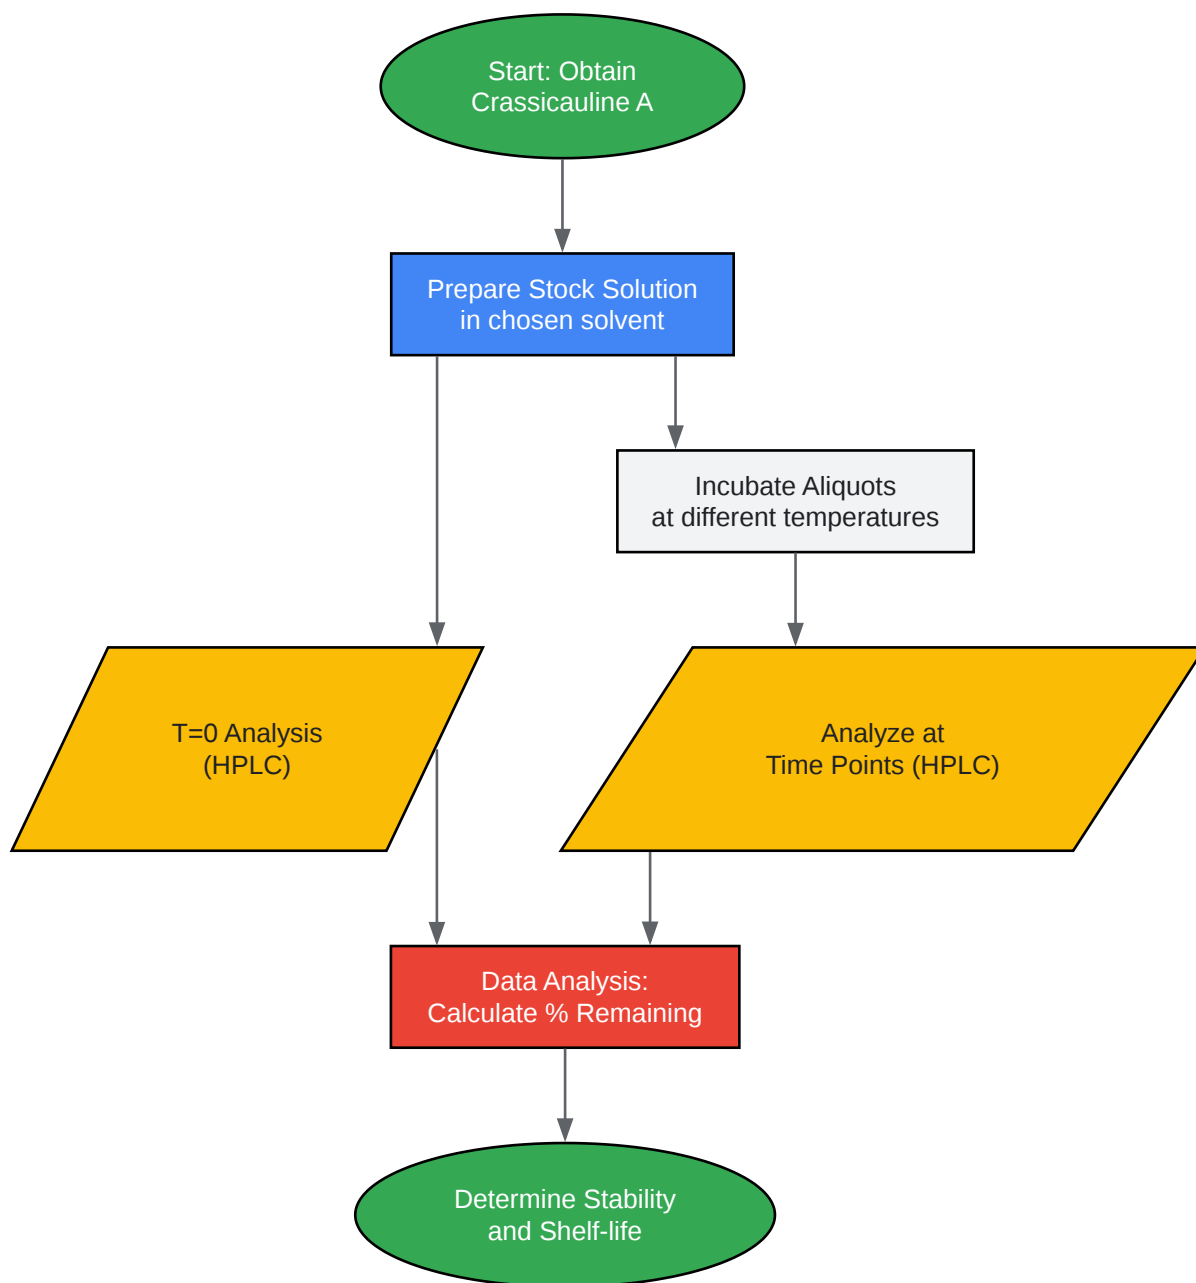 Start: Obtain
Crassicauline A
Prepare Stock Solution
in chosen solvent
Incubate Aliquots
at different temperatures
T=0 Analysis
(HPLC)
Analyze at
Time Points (HPLC)
Data Analysis:
Calculate % Remaining
Determine Stability
and Shelf-life